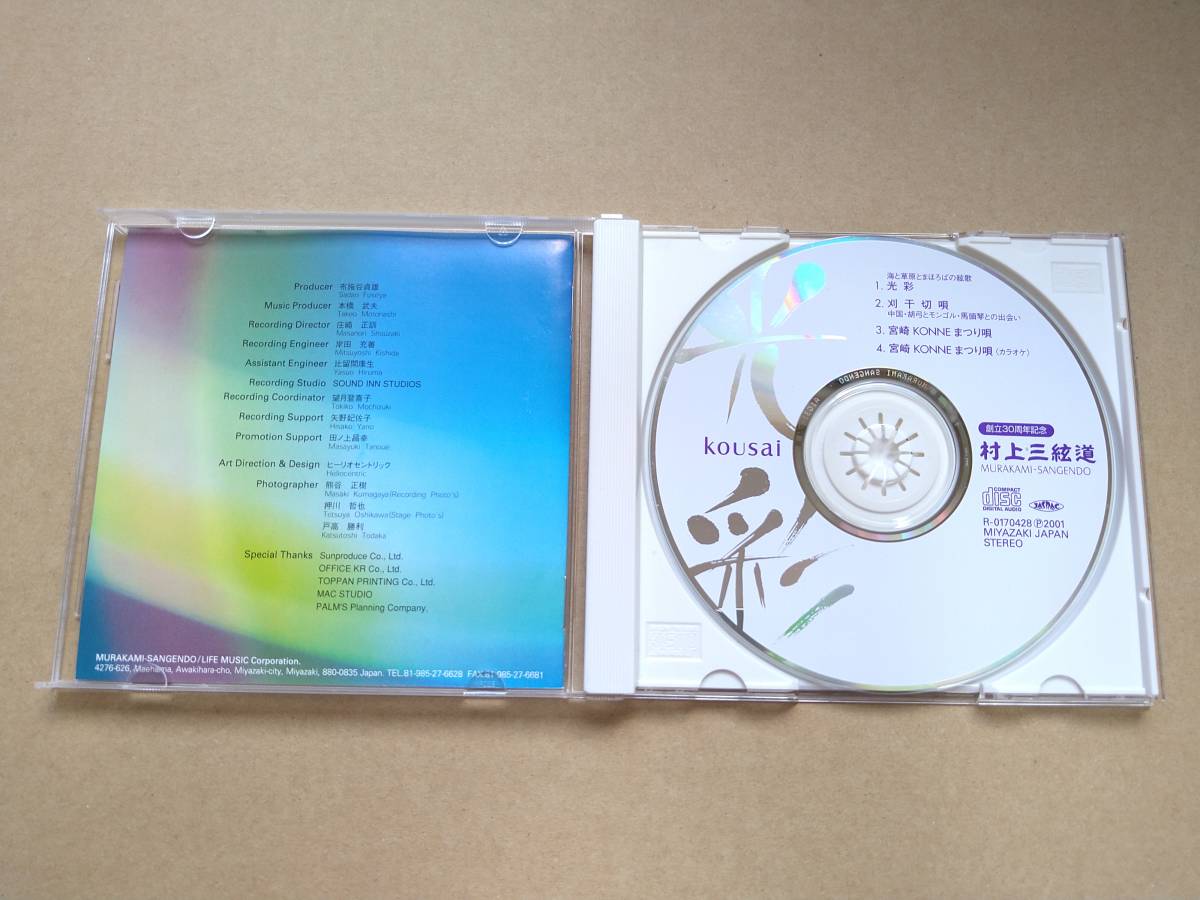 Producer 布施谷貞雄
Sadao Fuseye
Music Producer 本橋 武夫
Takeo Motohashi
Recording Director 庄崎 正訓
Masanori Shouzaki
Recording Engineer 岸田 充善
Mitsuyoshi Kishida
Assistant Engineer 比留間康生
Yasuo Hiruma
Recording Studio SOUND INN STUDIOS
Recording Coordinator 望月登喜子
Tokiko Mochizuki
Recording Support 矢野紀佐子
Hisako Yano
Promotion Support 田ノ上昌幸
Masayuki Tanoue
Art Direction & Design ヒーリオセントリック
Heliocentric
Photographer 熊谷 正樹
Masaki Kumagaya(Recording Photo's)
押川 哲也
Tetsuya Oshikawa(Stage Photo's)
戸高 勝利
Katsutoshi Todaka
Special Thanks Sunproduce Co., Ltd.
OFFICE KR Co., Ltd.
TOPPAN PRINTING Co., Ltd.
MAC STUDIO
PALM'S Planning Company.
MURAKAMI-SANGENDO/LIFE MUSIC Corporation.
4276-626, Maehama, Awakihara-cho, Miyazaki-city, Miyazaki, 880-0835 Japan. TEL.81-985-27-6628 FAX.81-985-27-6681
海と草原とまほろばの絃歌
1. 光 彩
2. 刈 干 切 唄
中国・胡弓とモンゴル・馬頭琴との出会い
3. 宮崎 KONNE まつり唄
4. 宮崎 KONNE まつり唄 (カラオケ)
光
kousai
彩
創立30周年記念
村上三絃道
MURAKAMI-SANGENDO
COMPACT
disc
DIGITAL AUDIO
JASRAC
R-0170428 Ⓟ2001
MIYAZAKI JAPAN
STEREO